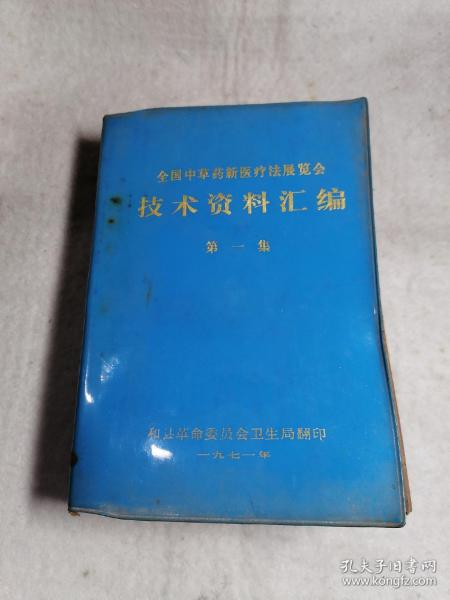 全国中草药新医疗法展览会
技术资料汇编
第一集
和县革命委员会卫生局翻印
一九七一年
孔夫子旧书网
www.kongfz.com